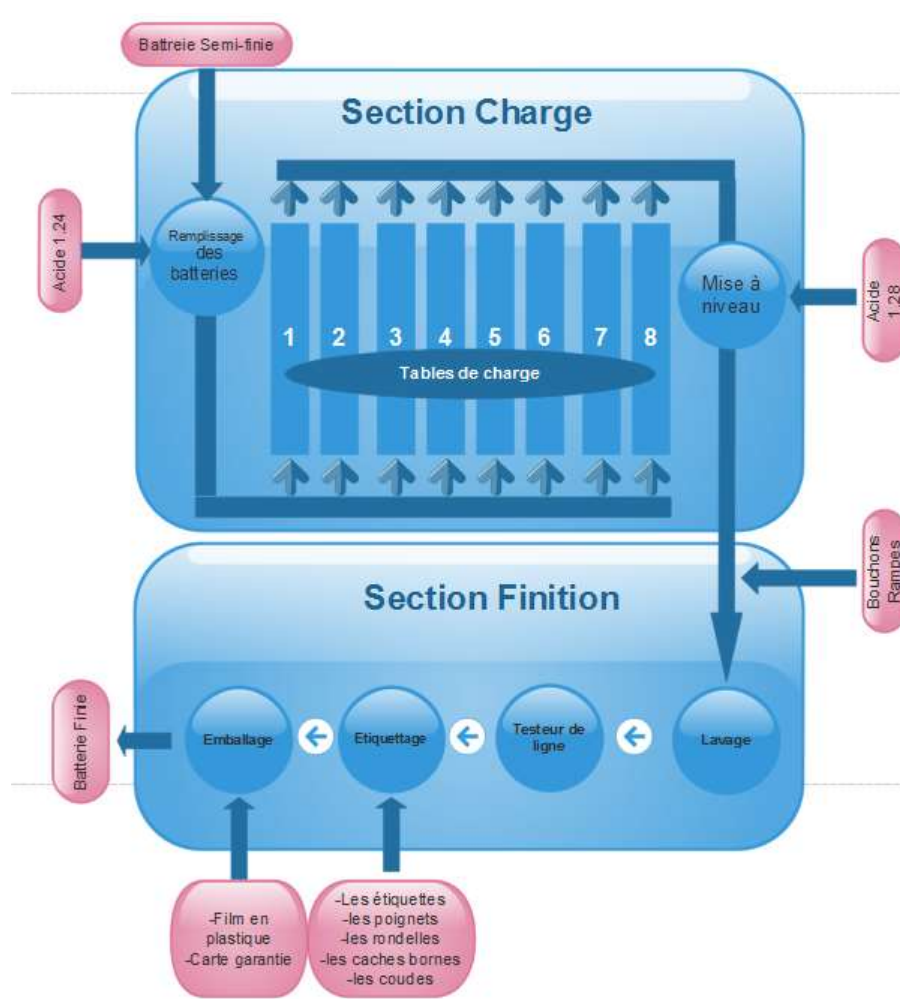 Battreie Semi-finie
Section Charge
Acide 1.24
Remplissage
des
batteries
Mise à
niveau
Acide
1.28
1 2 3 4 5 6 7 8
Tables de charge
Bouchons
Rampes
Section Finition
Batterie Finie
Emballage
Etiquettage
Testeur de
ligne
Lavage
-Film en
plastique
-Carte garantie
-Les étiquettes
-les poignets
-les rondelles
-les caches bornes
-les coudes